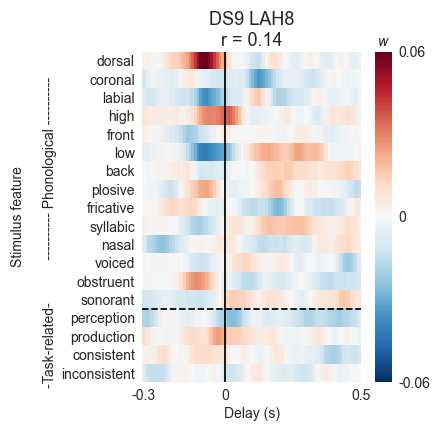 DS9 LAH8
r = 0.14
w
dorsal
coronal
labial
high
front
low
back
plosive
fricative
syllabic
nasal
voiced
obstruent
sonorant
perception
production
consistent
inconsistent
Stimulus feature
---------- Phonological ----------
-Task-related-
0.06
0
-0.06
-0.3
0
0.5
Delay (s)